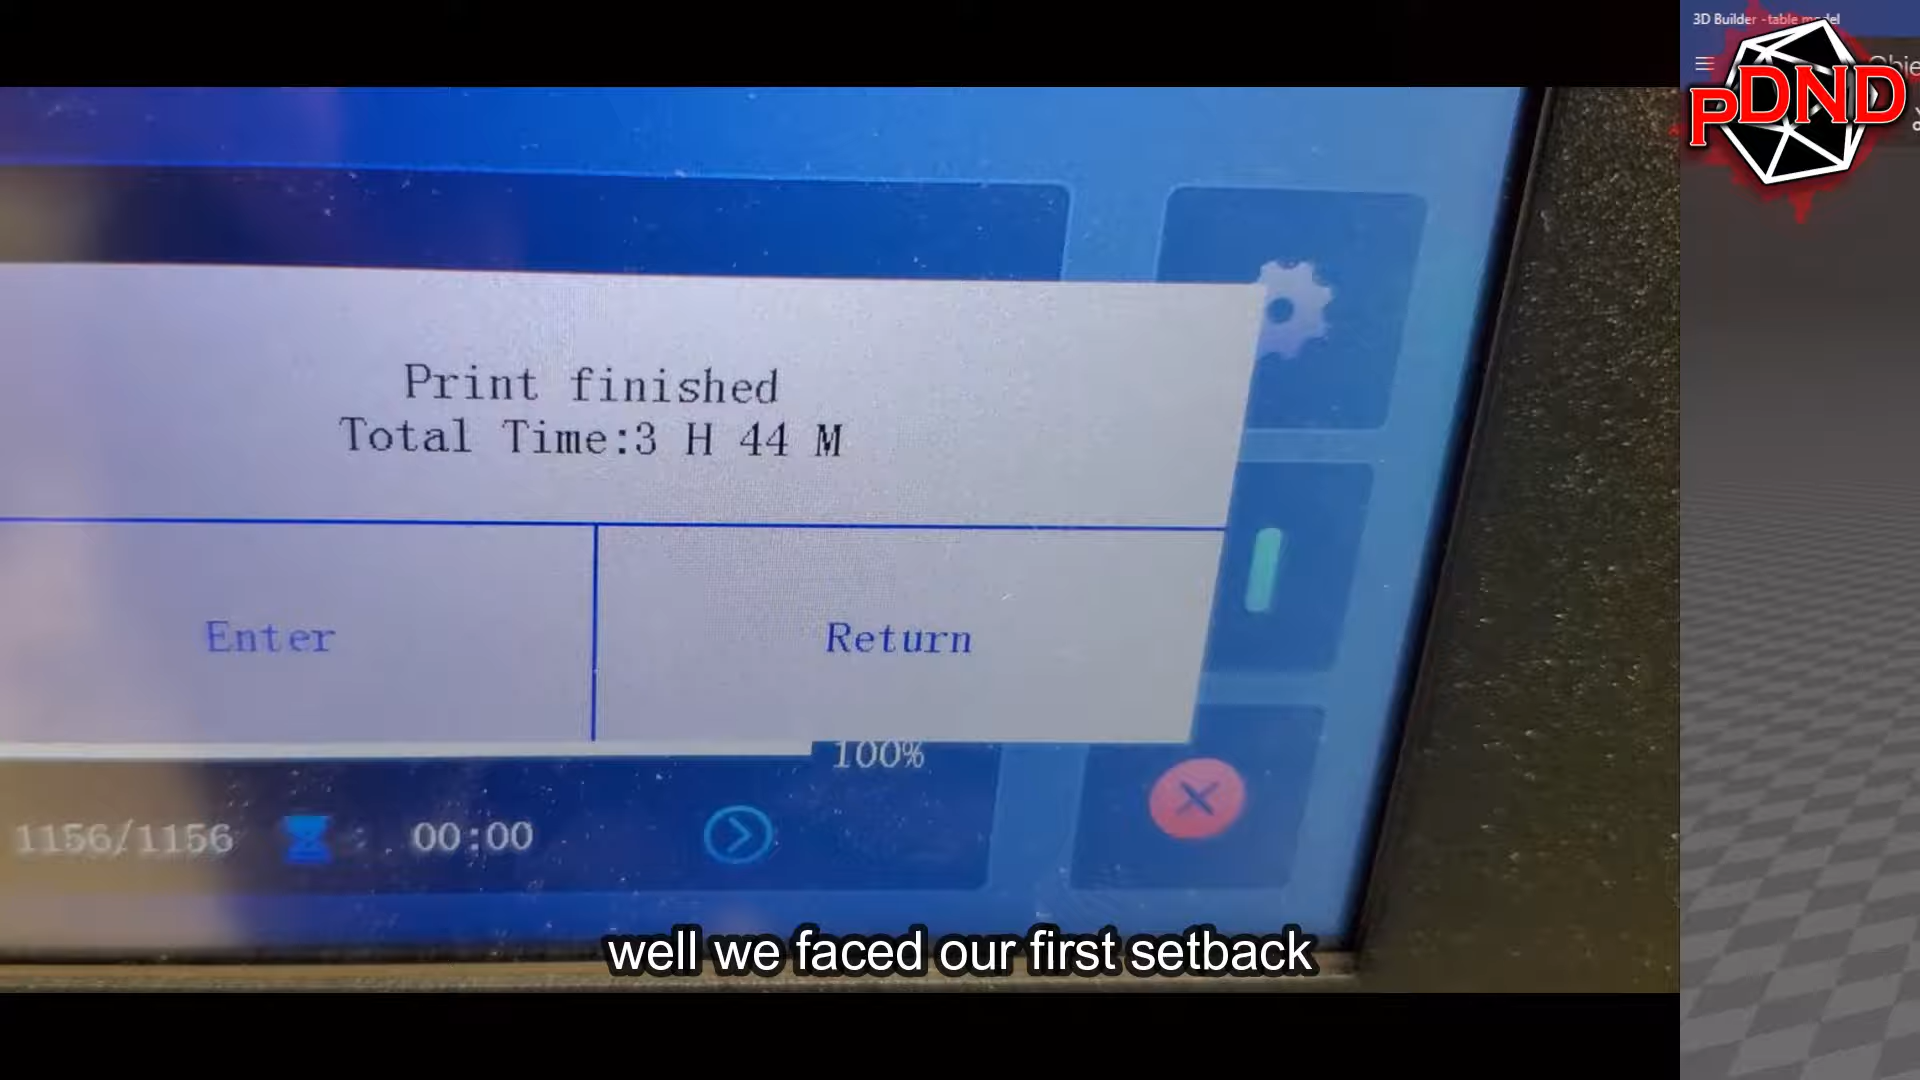 3D Builder - table model
Obje
PDND
Print finished
Total Time:3 H 44 M
Enter
Return
100%
1156/1156
00:00
well we faced our first setback